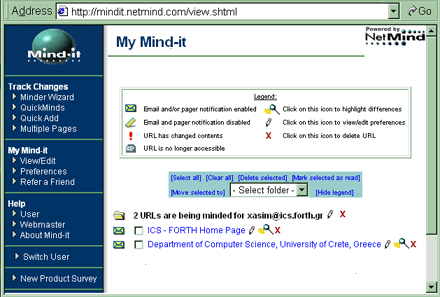 Address http://mindit.netmind.com/view.shtml Go
Mind-it
My Mind-it
Powered by
NetMind
Track Changes
Minder Wizard
QuickMinds
Quick Add
Multiple Pages
My Mind-it
View/Edit
Preferences
Refer a Friend
Help
User
Webmaster
About Mind-it
Switch User
New Product Survey
Legend:
Email and/or pager notification enabled Click on this icon to highlight differences
Email and pager notification disabled Click on this icon to view/edit preferences
URL has changed contents Click on this icon to delete URL
URL is no longer accessible
[Select all] [Clear all] [Delete selected] [Mark selected as read]
[Move selected to] - Select folder - [Hide legend]
2 URLs are being minded for xasim@ics.forth.gr
ICS - FORTH Home Page
Department of Computer Science, University of Crete, Greece